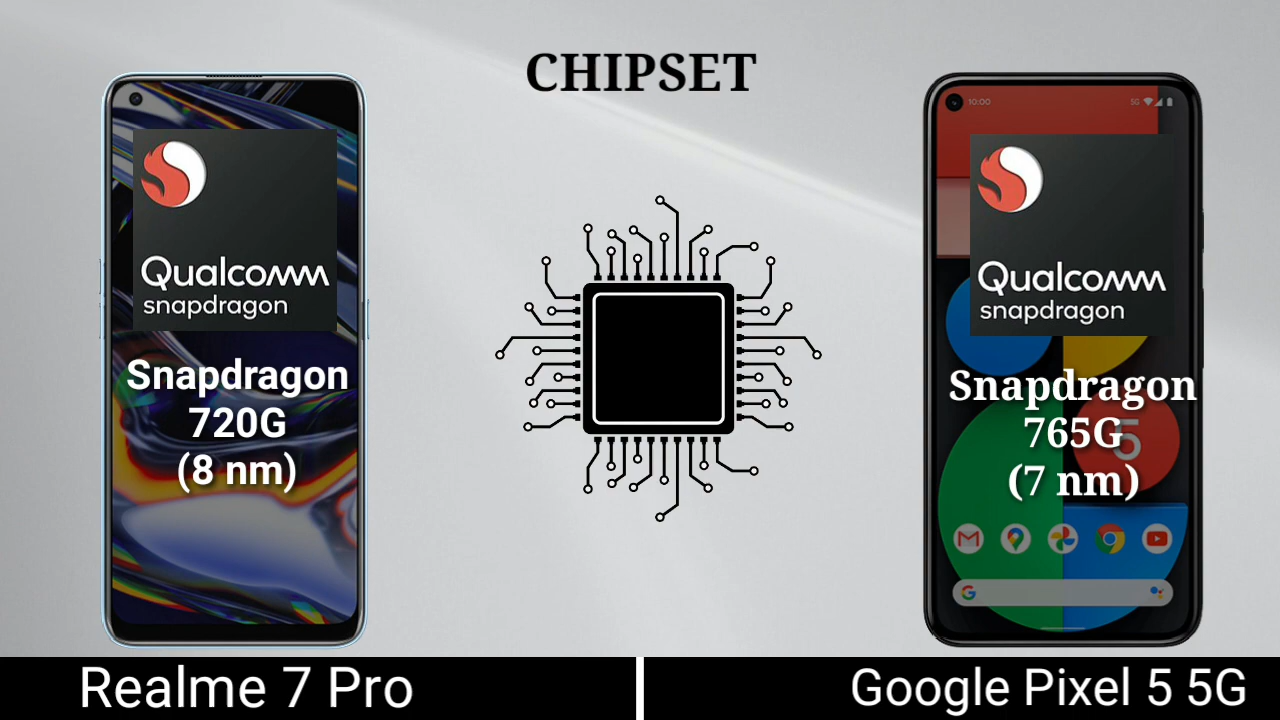 CHIPSET
10:00
5G
Qualcomm
snapdragon
Snapdragon
720G
(8 nm)
Qualcomm
snapdragon
Snapdragon
765G
(7 nm)
5
Realme 7 Pro
Google Pixel 5 5G